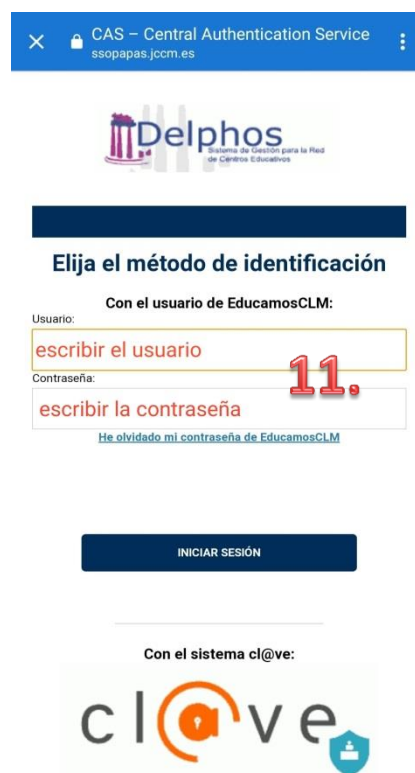 CAS – Central Authentication Service
ssopapas.jccm.es
Delphos
Sistema de Gestión para la Red
de Centros Educativos
Elija el método de identificación
Con el usuario de EducamosCLM:
Usuario:
escribir el usuario
11.
Contraseña:
escribir la contraseña
He olvidado mi contraseña de EducamosCLM
INICIAR SESIÓN
Con el sistema cl@ve:
cl@ve